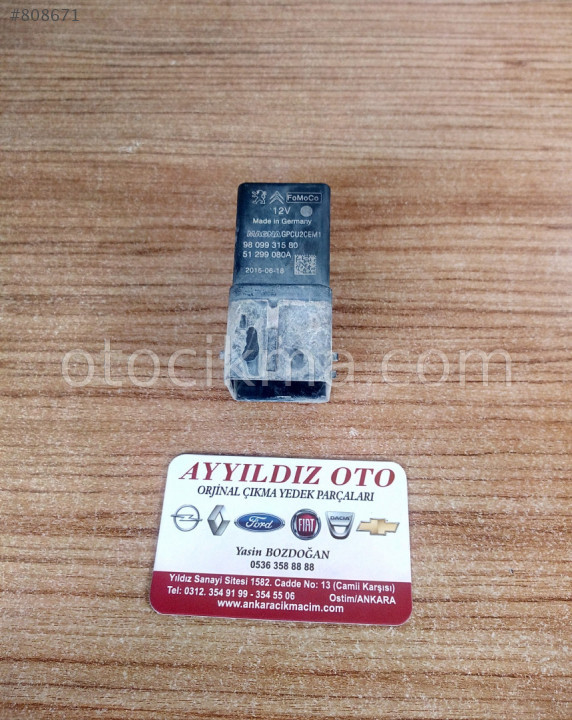 #808671
FoMoCo
12V
Made in Germany
MAGNA GPCU2CEM1
98 099 315 80
51 299 080A
2018-06-18
otocikma.com
AYYILDIZ OTO
ORJİNAL ÇIKMA YEDEK PARÇALARI
Ford
FIAT
DACIA
Yasin BOZDOĞAN
0536 358 88 88
Yıldız Sanayi Sitesi 1582. Cadde No: 13 (Camii Karşısı)
Tel: 0312. 354 91 99 - 354 55 06 Ostim/ANKARA
www.ankaracikmacim.com